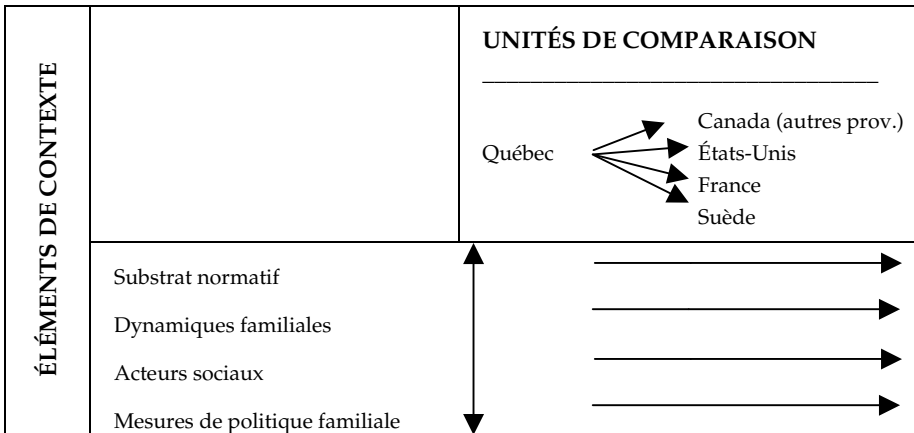 ÉLÉMENTS DE CONTEXTE
UNITÉS DE COMPARAISON
Québec
Canada (autres prov.)
États-Unis
France
Suède
Substrat normatif
Dynamiques familiales
Acteurs sociaux
Mesures de politique familiale